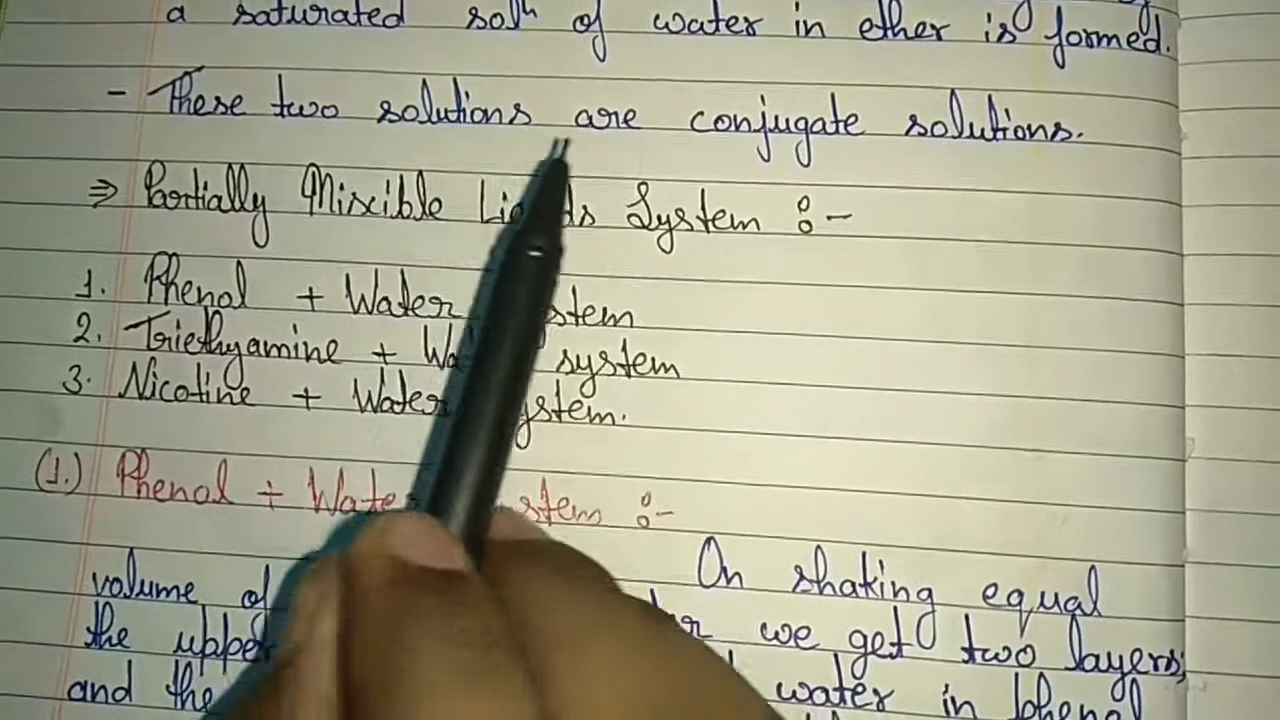 a saturated solⁿ of water in ether is formed.
- These two solutions are conjugate solutions.
⇒ Partially Miscible Li ds System :-
1. Phenol + Water stem
2. Triethyamine + Wa system
3. Nicotine + Water ystem.
(1.) Phenol + Wate stem :-
On shaking equal
volume of we get two layers,
the upper
and the water in phenol